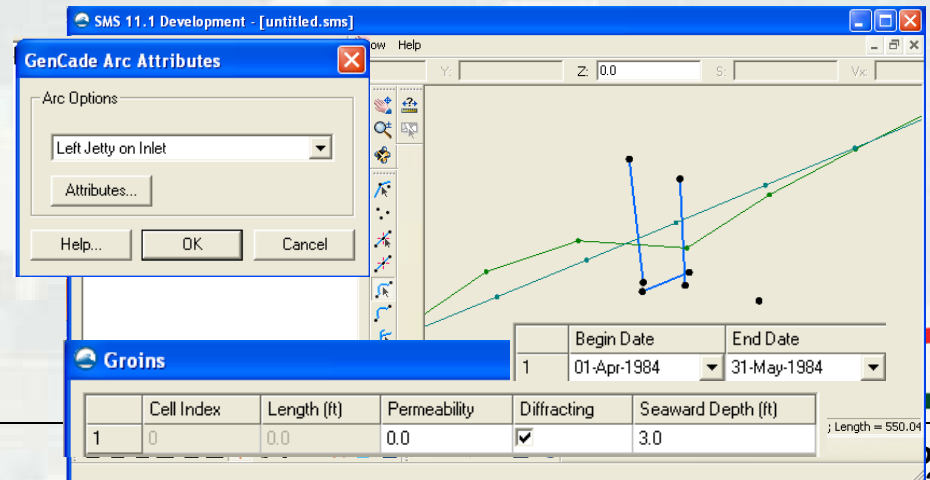 SMS 11.1 Development - [untitled.sms]
ow Help
GenCade Arc Attributes
Y: Z: 0.0 S: Vx:
Arc Options
Left Jetty on Inlet
Attributes...
Help... OK Cancel
Begin Date End Date
1 01-Apr-1984 31-May-1984
Groins
Cell Index Length (ft) Permeability Diffracting Seaward Depth (ft)
1 0 0.0 0.0 3.0
; Length = 550.04